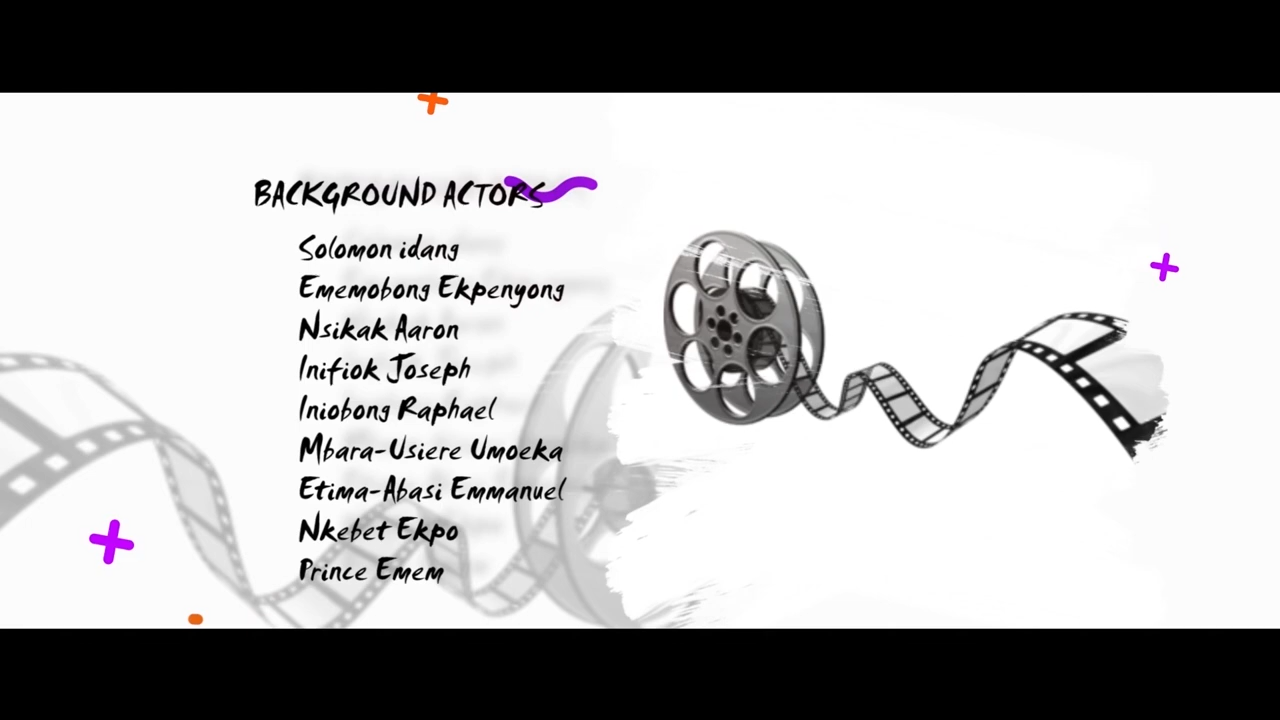 BACKGROUND ACTORS
Solomon idang
Ememobong Ekpenyong
Nsikak Aaron
Inifiok Joseph
Iniobong Raphael
Mbara-Usiere Umoeka
Etima-Abasi Emmanuel
Nkebet Ekpo
Prince Emem